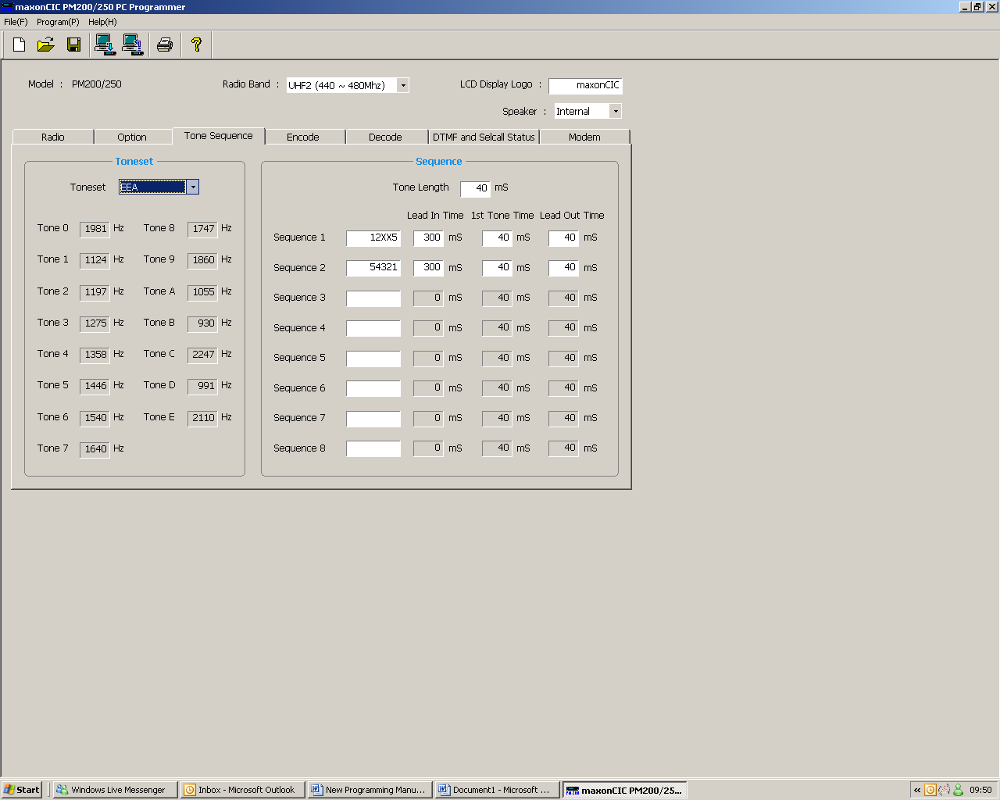 maxonCIC PM200/250 PC Programmer
File(F) Program(P) Help(H)
Model : PM200/250 Radio Band : UHF2 (440 ~ 480Mhz) LCD Display Logo : maxonCIC
Speaker : Internal
Radio Option Tone Sequence Encode Decode DTMF and Selcall Status Modem
Toneset
Toneset EEA
Tone 0 1981 Hz Tone 8 1747 Hz
Tone 1 1124 Hz Tone 9 1860 Hz
Tone 2 1197 Hz Tone A 1055 Hz
Tone 3 1275 Hz Tone B 930 Hz
Tone 4 1358 Hz Tone C 2247 Hz
Tone 5 1446 Hz Tone D 991 Hz
Tone 6 1540 Hz Tone E 2110 Hz
Tone 7 1640 Hz
Sequence
Tone Length 40 mS
Lead In Time 1st Tone Time Lead Out Time
Sequence 1 12XX5 300 mS 40 mS 40 mS
Sequence 2 54321 300 mS 40 mS 40 mS
Sequence 3 0 mS 40 mS 40 mS
Sequence 4 0 mS 40 mS 40 mS
Sequence 5 0 mS 40 mS 40 mS
Sequence 6 0 mS 40 mS 40 mS
Sequence 7 0 mS 40 mS 40 mS
Sequence 8 0 mS 40 mS 40 mS
Start Windows Live Messenger Inbox - Microsoft Outlook New Programming Manu... Document1 - Microsoft ... maxonCIC PM200/25... « 09:50